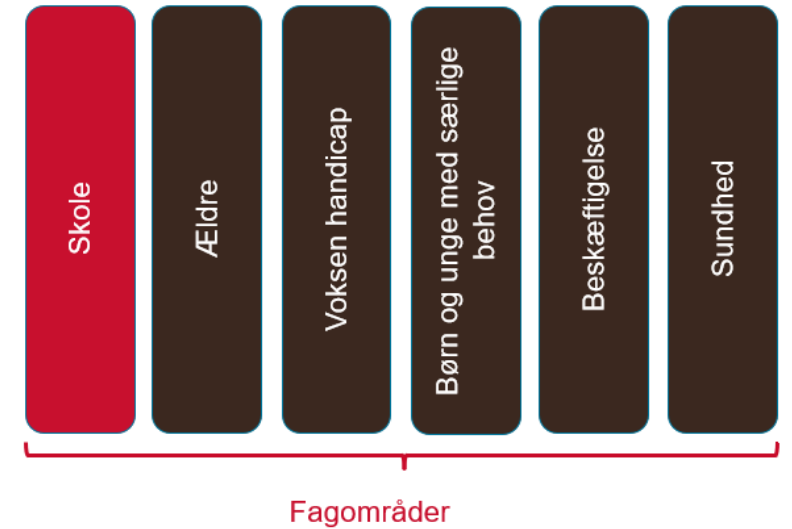 Skole
Ældre
Voksen handicap
Børn og unge med særlige
behov
Beskæftigelse
Sundhed
Fagområder